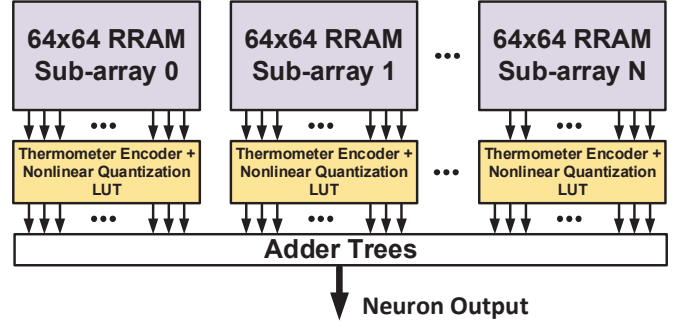 64x64 RRAM
Sub-array 0
64x64 RRAM
Sub-array 1
...
64x64 RRAM
Sub-array N
...
...
...
Thermometer Encoder +
Nonlinear Quantization
LUT
Thermometer Encoder +
Nonlinear Quantization
LUT
...
Thermometer Encoder +
Nonlinear Quantization
LUT
...
...
...
Adder Trees
Neuron Output